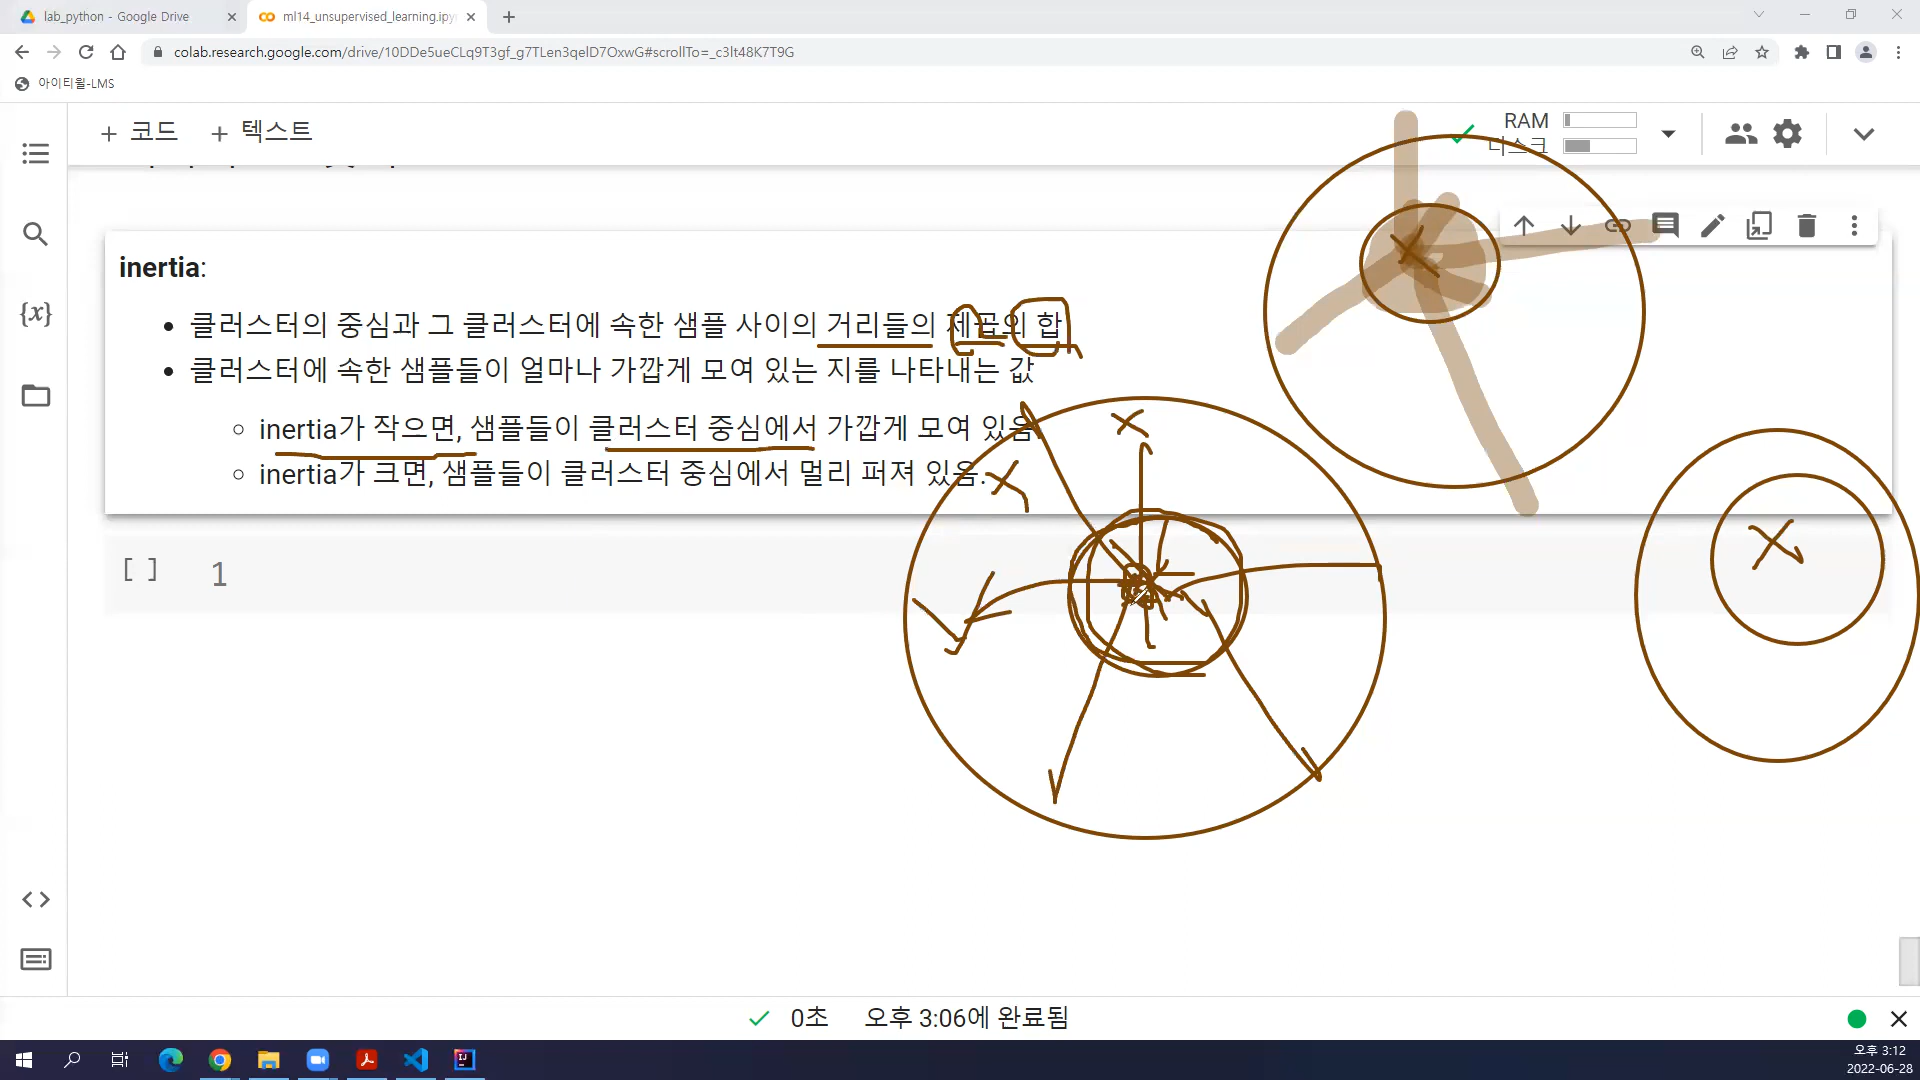 lab_python - Google Drive
ml14_unsupervised_learning.ipy
colab.research.google.com/drive/10DDe5ueCLq9T3gf_g7TLen3qelD7OxwG#scrollTo=_c3lt48K7T9G
아이티윌-LMS
+ 코드 + 텍스트
RAM
디스크
inertia:
클러스터의 중심과 그 클러스터에 속한 샘플 사이의 거리들의 제곱의 합
클러스터에 속한 샘플들이 얼마나 가깝게 모여 있는 지를 나타내는 값
inertia가 작으면, 샘플들이 클러스터 중심에서 가깝게 모여 있음.
inertia가 크면, 샘플들이 클러스터 중심에서 멀리 퍼져 있음.
[ ] 1
0초 오후 3:06에 완료됨
오후 3:12
2022-06-28